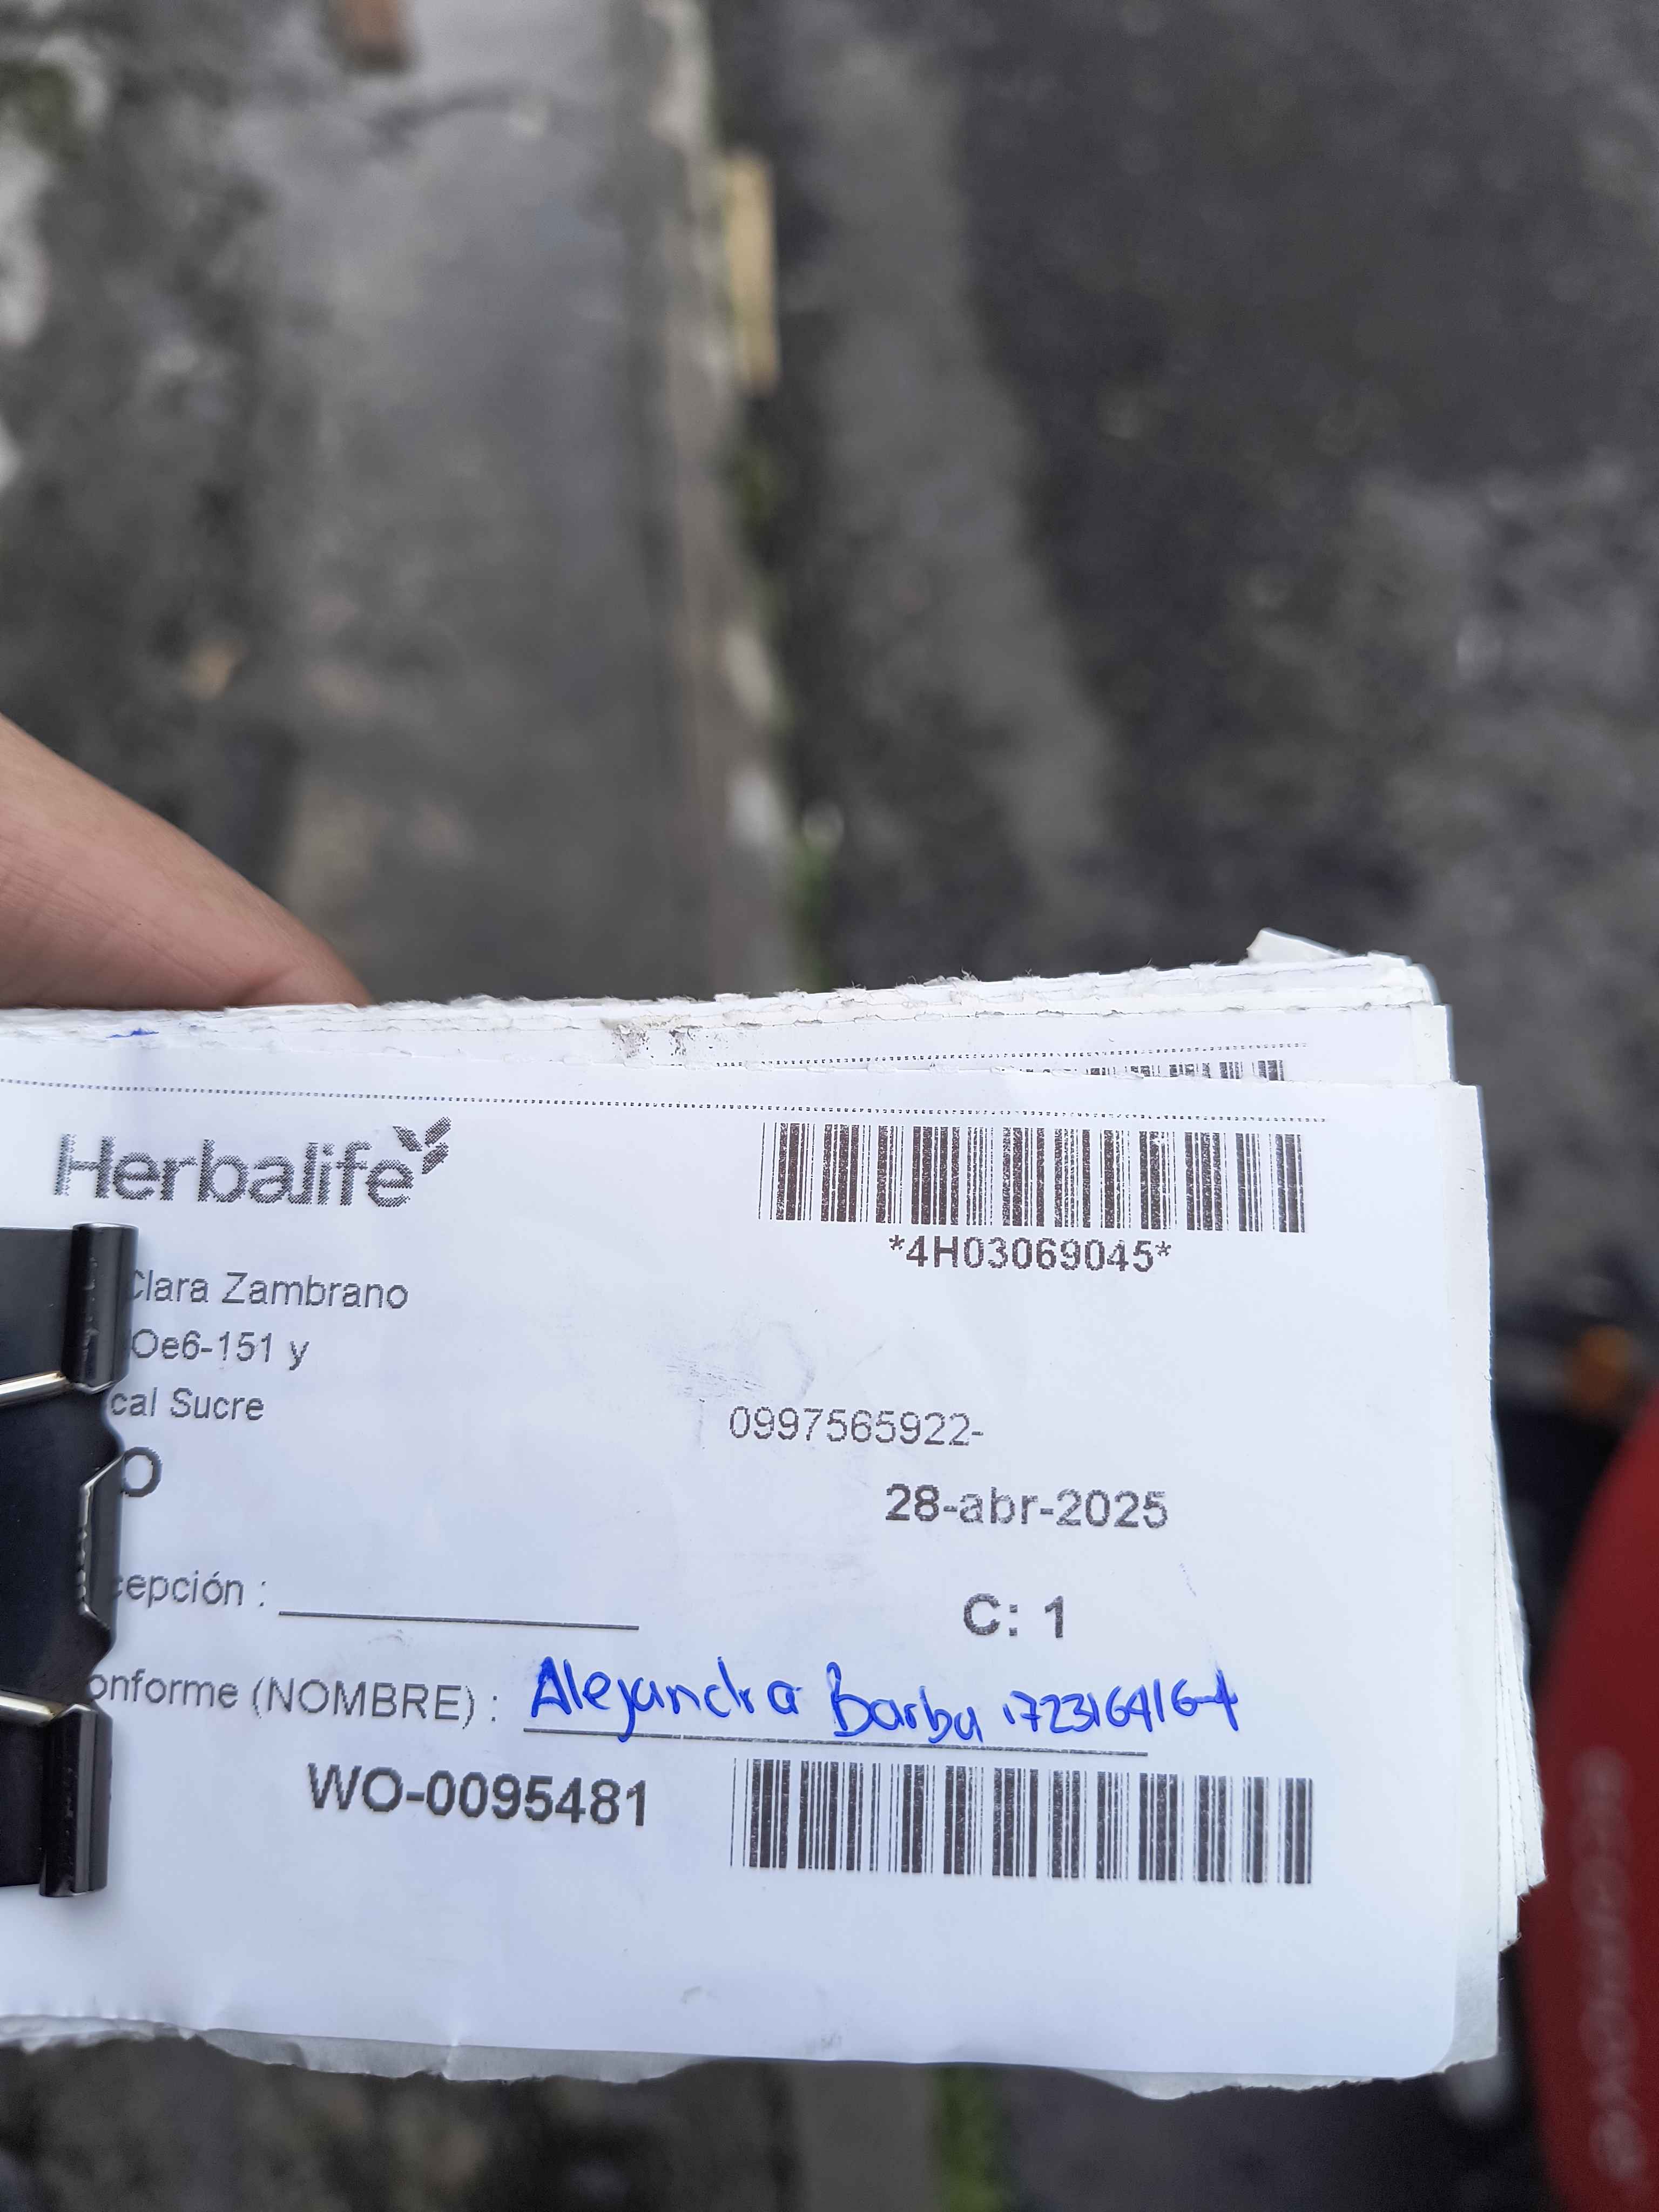 Herbalife
*4H03069045*
Clara Zambrano
Oe6-151 y
cal Sucre
0997565922-
O
28-abr-2025
cepción :
C: 1
onforme (NOMBRE) : Alejandra Barba 1723164164
WO-0095481